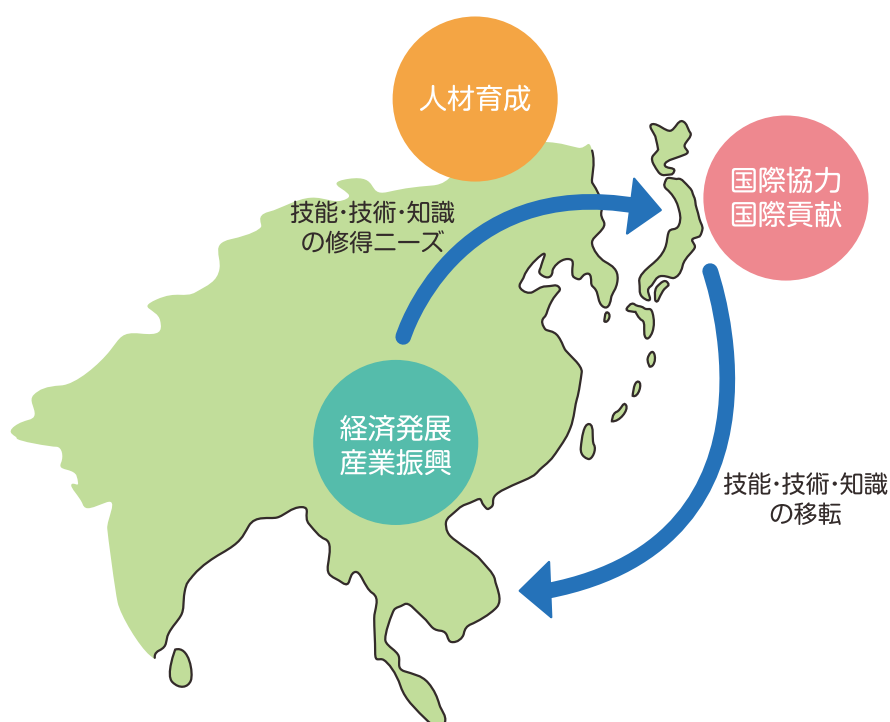 人材育成
国際協力
国際貢献
技能・技術・知識
の修得ニーズ
経済発展
産業振興
技能・技術・知識
の移転